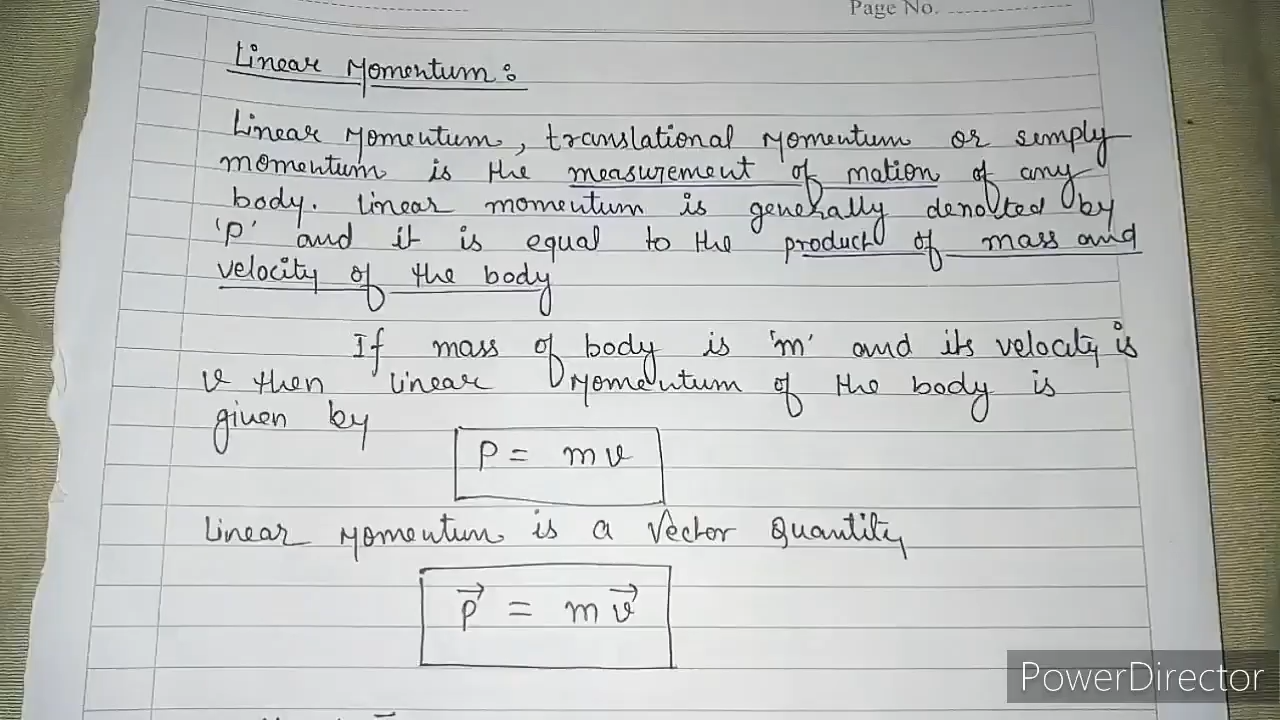 Page No.
Linear Momentum:
Linear Momentum, translational Momentum or semply
momentum is the measurement of mation of any
body. Linear momentum is generally denolted by
'P' and it is equal to the product of mass and
velocity of the body
If mass of body is 'm' and its velocity is
v then linear Momentum of the body is
given by
P = mv
Linear Momentum is a Vector Quantity
p⃗ = mv⃗
PowerDirector